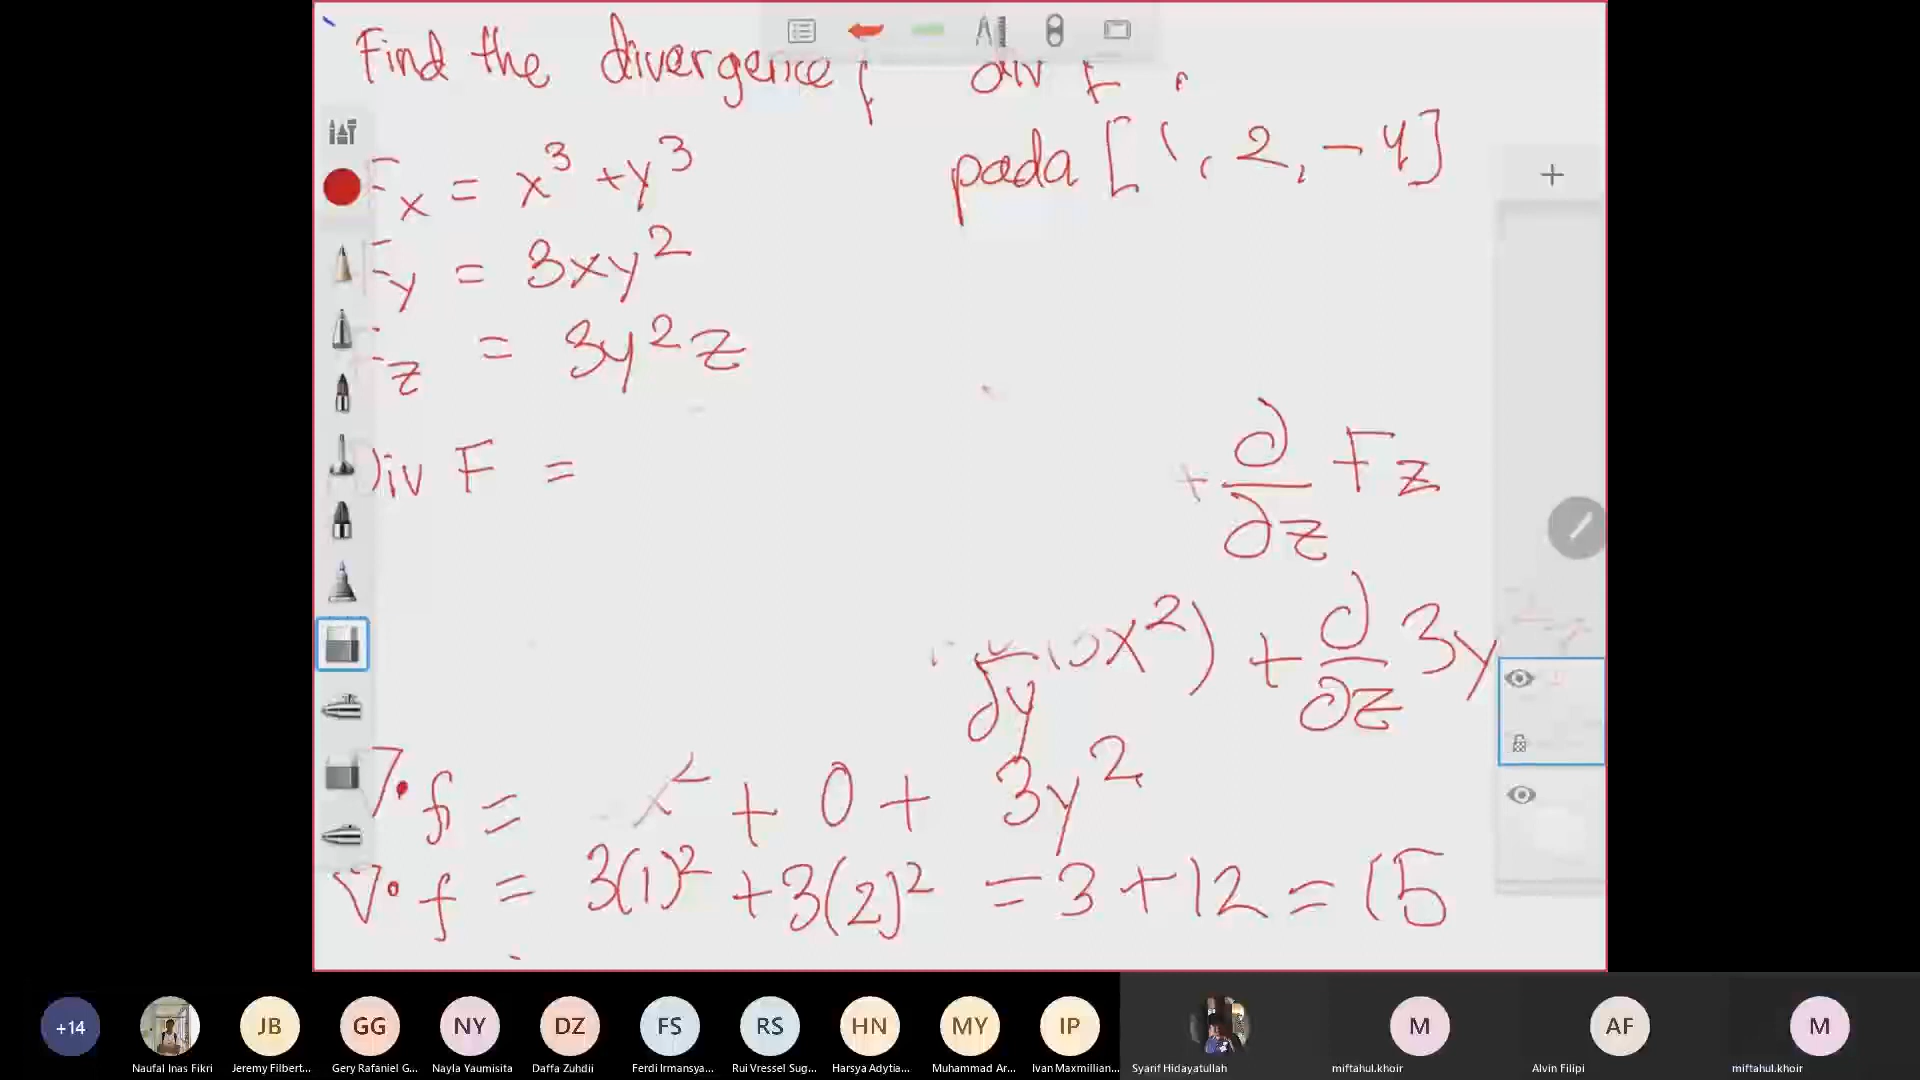 Find the divergence, div F,
pada [1, 2, -4]
Fx = x³ + y³
Fy = 3xy²
Fz = 3y²z
Div F =
+ ∂/∂z Fz
∂y x²) + ∂/∂z 3y
∇·f = x² + 0 + 3y²
∇·f = 3(1)² + 3(2)² = 3 + 12 = 15
+14
JB
GG
NY
DZ
FS
RS
HN
MY
IP
M
AF
M
Naufal Inas Fikri
Jeremy Filbert...
Gery Rafaniel G...
Nayla Yaumisita
Daffa Zuhdii
Ferdi Irmansya...
Rui Vressel Sug...
Harsya Adytia...
Muhammad Ar...
Ivan Maxmillian...
Syarif Hidayatullah
miftahul.khoir
Alvin Filipi
miftahul.khoir